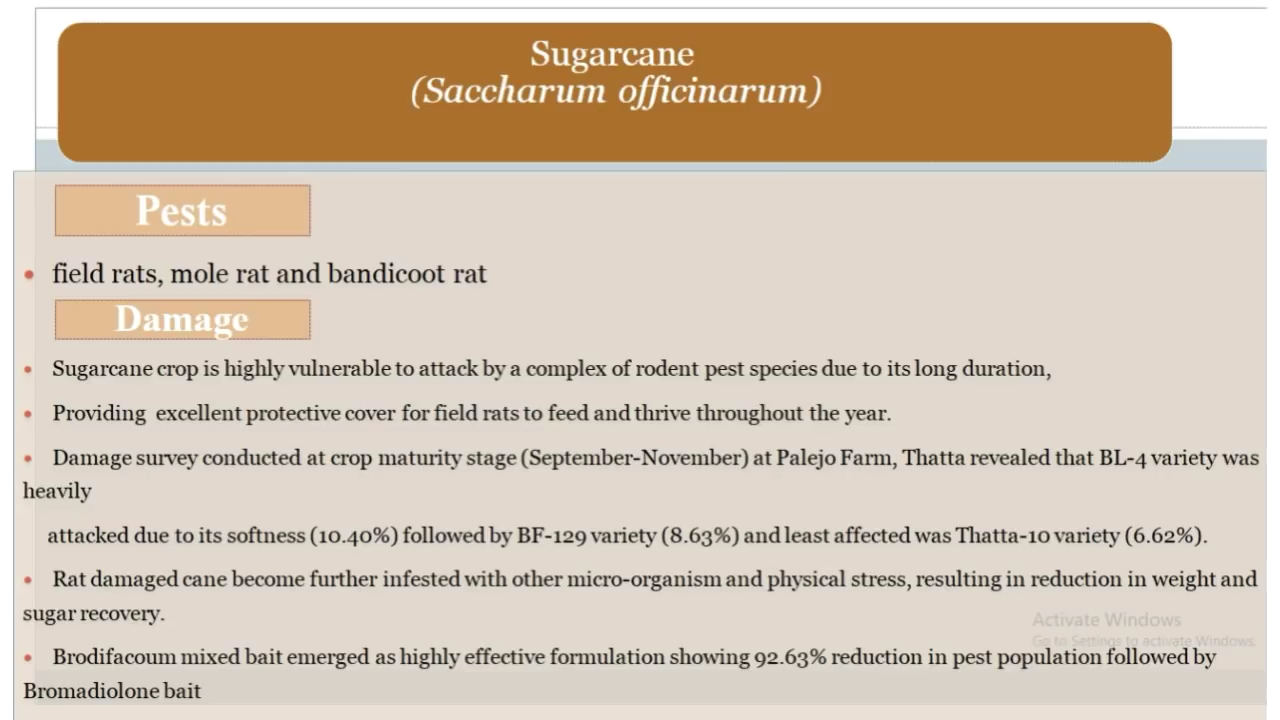 Sugarcane
(Saccharum officinarum)
Pests
• field rats, mole rat and bandicoot rat
Damage
• Sugarcane crop is highly vulnerable to attack by a complex of rodent pest species due to its long duration,
• Providing excellent protective cover for field rats to feed and thrive throughout the year.
• Damage survey conducted at crop maturity stage (September-November) at Palejo Farm, Thatta revealed that BL-4 variety was
heavily
attacked due to its softness (10.40%) followed by BF-129 variety (8.63%) and least affected was Thatta-10 variety (6.62%).
• Rat damaged cane become further infested with other micro-organism and physical stress, resulting in reduction in weight and
sugar recovery.
Activate Windows
Go to Settings to activate Windows.
• Brodifacoum mixed bait emerged as highly effective formulation showing 92.63% reduction in pest population followed by
Bromadiolone bait